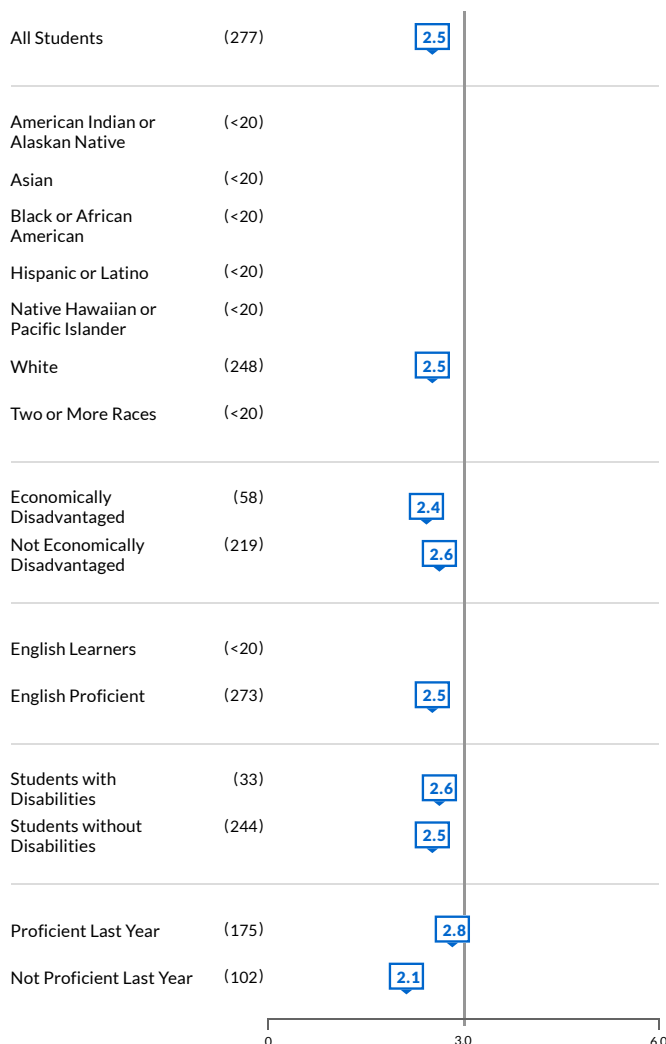 All Students (277) 2.5
American Indian or (<20)
Alaskan Native
Asian (<20)
Black or African (<20)
American
Hispanic or Latino (<20)
Native Hawaiian or (<20)
Pacific Islander
White (248) 2.5
Two or More Races (<20)
Economically (58) 2.4
Disadvantaged
Not Economically (219) 2.6
Disadvantaged
English Learners (<20)
English Proficient (273) 2.5
Students with (33) 2.6
Disabilities
Students without (244) 2.5
Disabilities
Proficient Last Year (175) 2.8
Not Proficient Last Year (102) 2.1
0 3.0 6.0